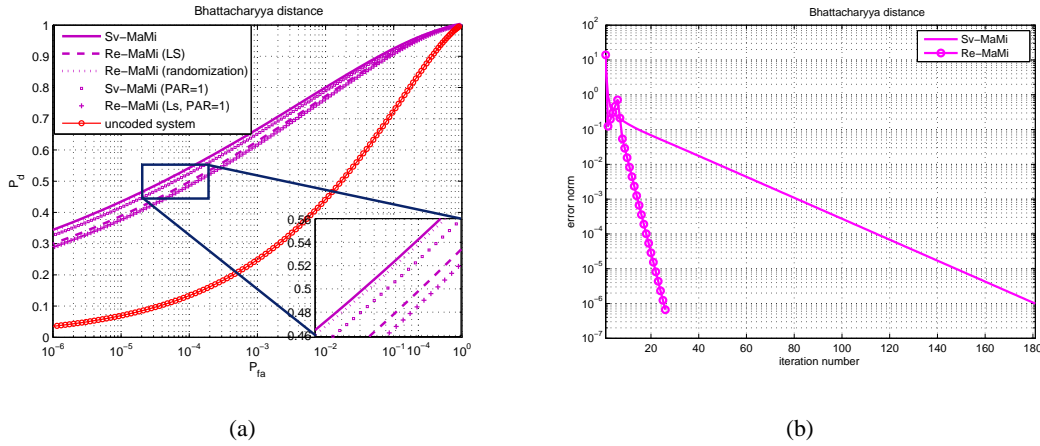 Bhattacharyya distance
1
0.9
0.8
0.7
0.6
0.5
0.4
0.3
0.2
0.1
0
P_d
Sv−MaMi
Re−MaMi (LS)
Re−MaMi (randomization)
Sv−MaMi (PAR=1)
Re−MaMi (Ls, PAR=1)
uncoded system
0.56
0.54
0.52
0.5
0.48
0.46
10^−6 10^−5 10^−4 10^−3 10^−2 10^−1 10^−4 10^0
P_fa
(a)
Bhattacharyya distance
10^2
10^1
10^0
10^−1
10^−2
10^−3
10^−4
10^−5
10^−6
10^−7
error norm
Sv−MaMi
Re−MaMi
20 40 60 80 100 120 140 160 180
iteration number
(b)